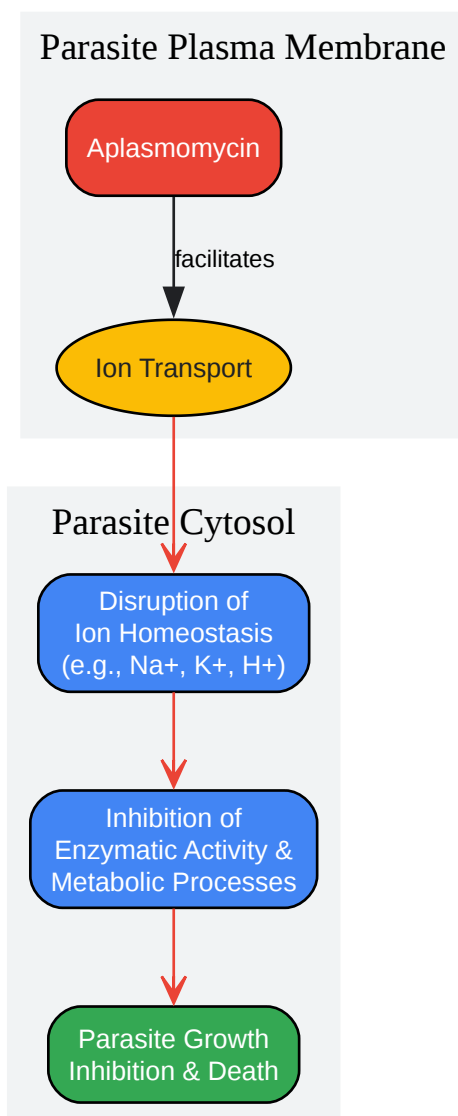 Parasite Plasma Membrane
Aplasmomycin
facilitates
Ion Transport
Parasite Cytosol
Disruption of
Ion Homeostasis
(e.g., Na+, K+, H+)
Inhibition of
Enzymatic Activity &
Metabolic Processes
Parasite Growth
Inhibition & Death